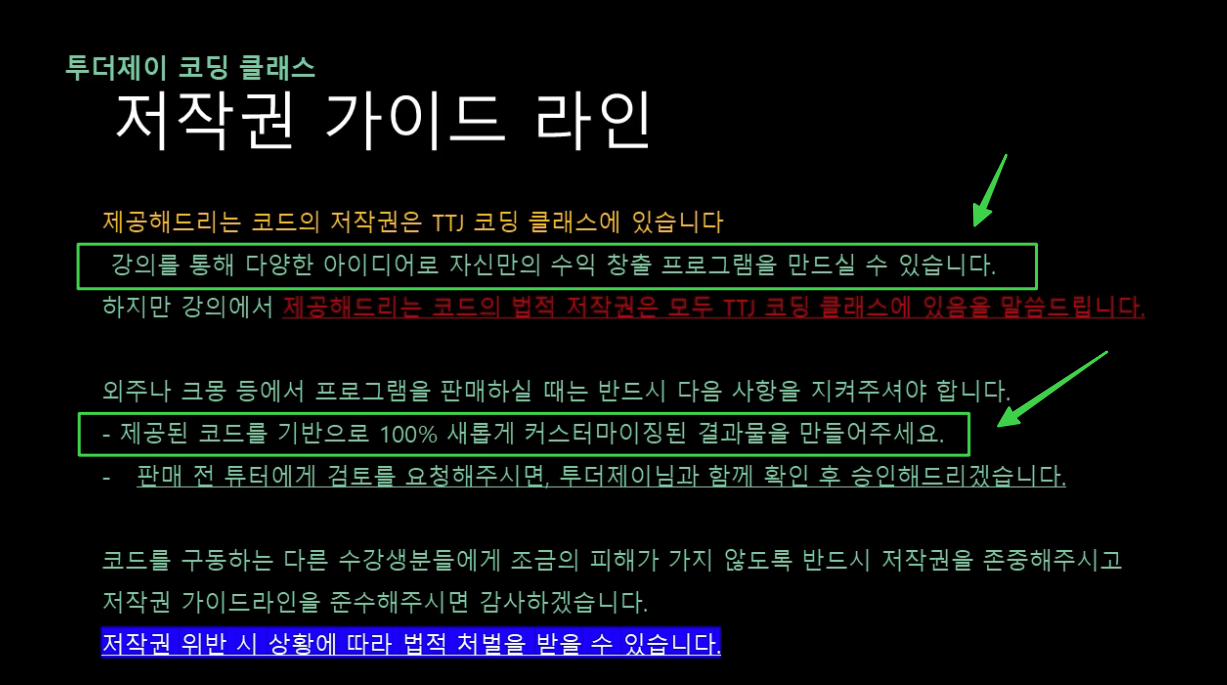 투더제이 코딩 클래스
저작권 가이드 라인
제공해드리는 코드의 저작권은 TTJ 코딩 클래스에 있습니다
강의를 통해 다양한 아이디어로 자신만의 수익 창출 프로그램을 만드실 수 있습니다.
하지만 강의에서 제공해드리는 코드의 법적 저작권은 모두 TTJ 코딩 클래스에 있음을 말씀드립니다.
외주나 크몽 등에서 프로그램을 판매하실 때는 반드시 다음 사항을 지켜주셔야 합니다.
- 제공된 코드를 기반으로 100% 새롭게 커스터마이징된 결과물을 만들어주세요.
- 판매 전 튜터에게 검토를 요청해주시면, 투더제이님과 함께 확인 후 승인해드리겠습니다.
코드를 구동하는 다른 수강생분들에게 조금의 피해가 가지 않도록 반드시 저작권을 존중해주시고
저작권 가이드라인을 준수해주시면 감사하겠습니다.
저작권 위반 시 상황에 따라 법적 처벌을 받을 수 있습니다.